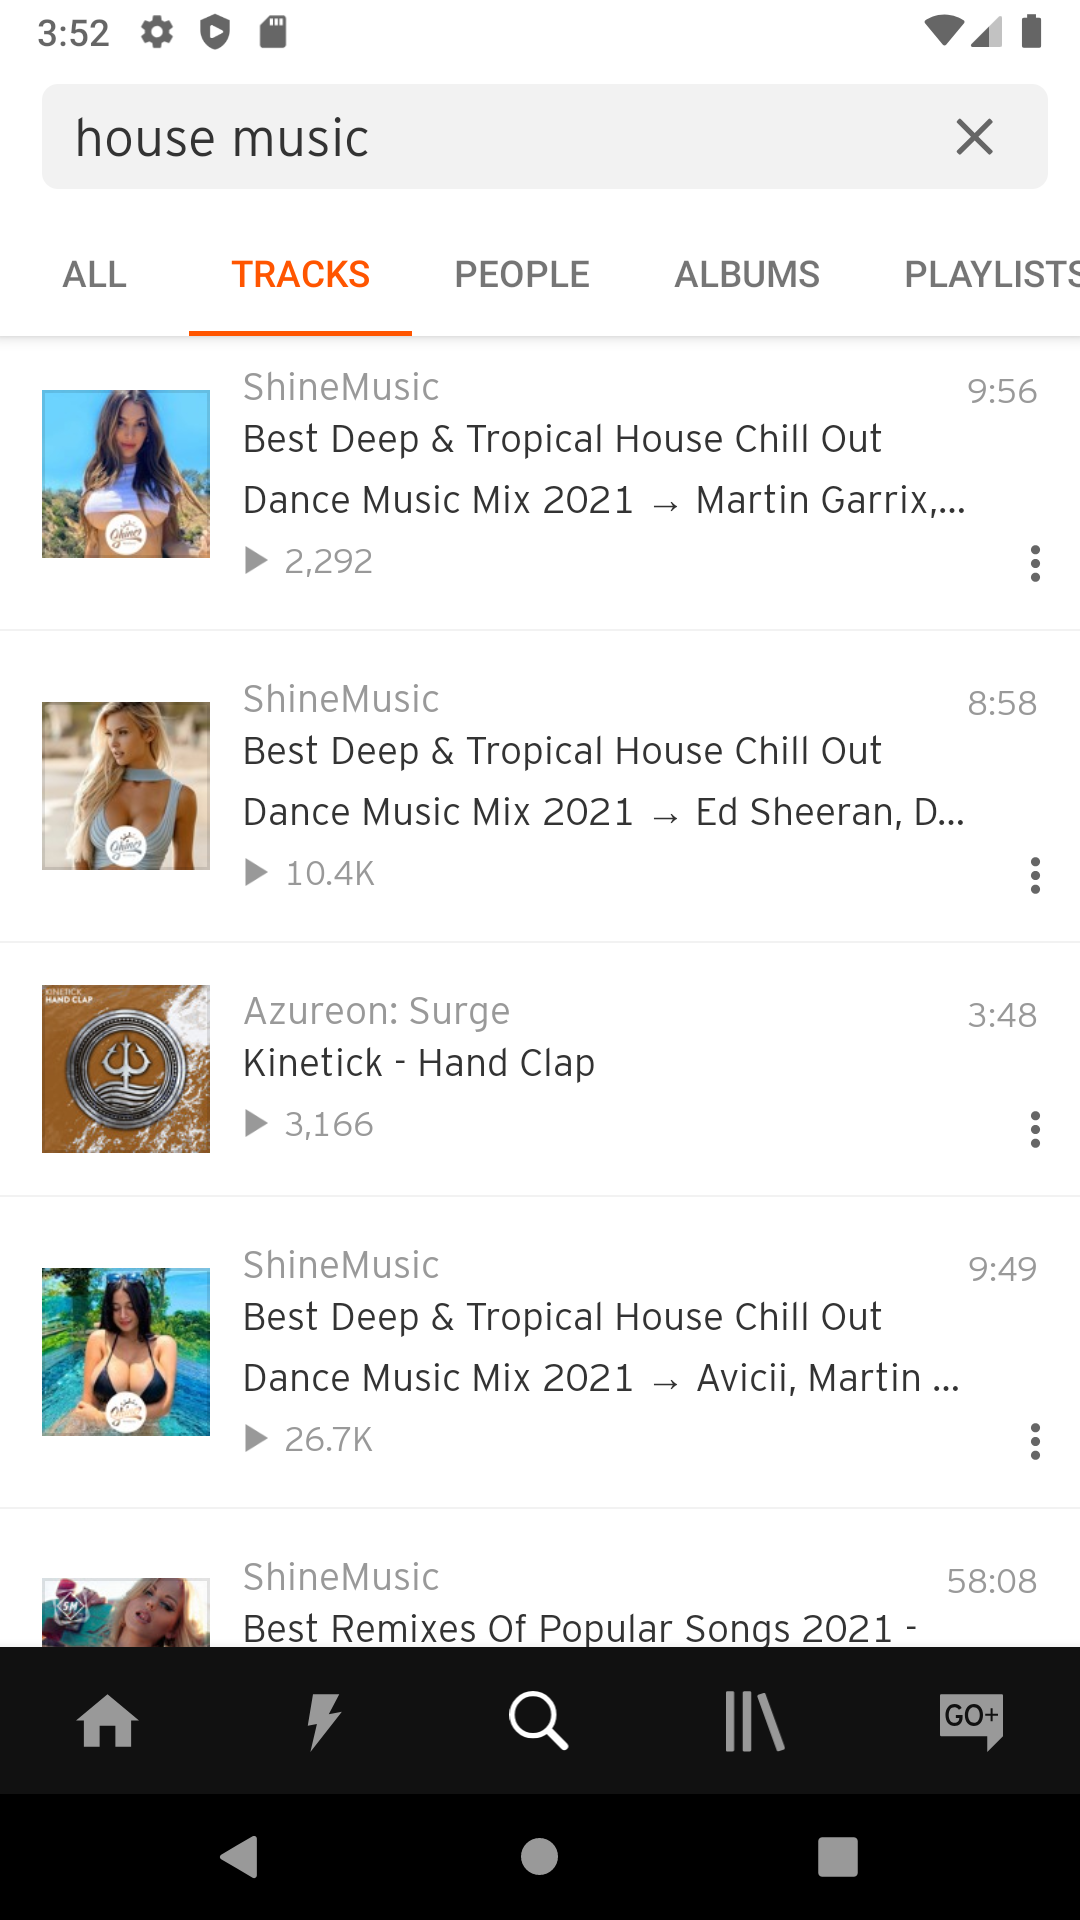 3:52
house music
ALL TRACKS PEOPLE ALBUMS PLAYLISTS
ShineMusic 9:56
Best Deep & Tropical House Chill Out
Dance Music Mix 2021 → Martin Garrix,...
2,292
ShineMusic 8:58
Best Deep & Tropical House Chill Out
Dance Music Mix 2021 → Ed Sheeran, D...
10.4K
KINETICK
HAND CLAP
Azureon: Surge 3:48
Kinetick - Hand Clap
3,166
ShineMusic 9:49
Best Deep & Tropical House Chill Out
Dance Music Mix 2021 → Avicii, Martin ...
26.7K
SM
ShineMusic 58:08
Best Remixes Of Popular Songs 2021 -
GO+